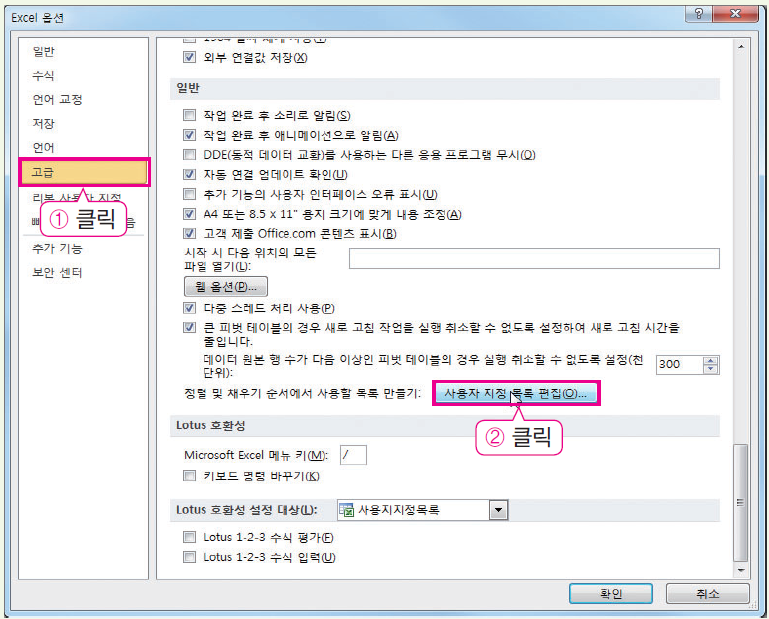 Excel 옵션
일반
수식
언어 교정
저장
언어
고급
리본 사용자 지정
① 클릭
추가 기능
보안 센터
외부 연결값 저장(X)
일반
작업 완료 후 소리로 알림(S)
작업 완료 후 애니메이션으로 알림(A)
DDE(동적 데이터 교환)를 사용하는 다른 응용 프로그램 무시(O)
자동 연결 업데이트 확인(U)
추가 기능의 사용자 인터페이스 오류 표시(U)
A4 또는 8.5 x 11" 용지 크기에 맞게 내용 조정(A)
고객 제출 Office.com 콘텐츠 표시(B)
시작 시 다음 위치의 모든
파일 열기(L):
웹 옵션(P)...
다중 스레드 처리 사용(P)
큰 피벗 테이블의 경우 새로 고침 작업을 실행 취소할 수 없도록 설정하여 새로 고침 시간을
줄입니다.
데이터 원본 행 수가 다음 이상인 피벗 테이블의 경우 실행 취소할 수 없도록 설정(천
단위): 300
정렬 및 채우기 순서에서 사용할 목록 만들기: 사용자 지정 목록 편집(O)...
② 클릭
Lotus 호환성
Microsoft Excel 메뉴 키(M): /
키보드 명령 바꾸기(K)
Lotus 호환성 설정 대상(L): 사용지지정목록
Lotus 1-2-3 수식 평가(F)
Lotus 1-2-3 수식 입력(U)
확인 취소